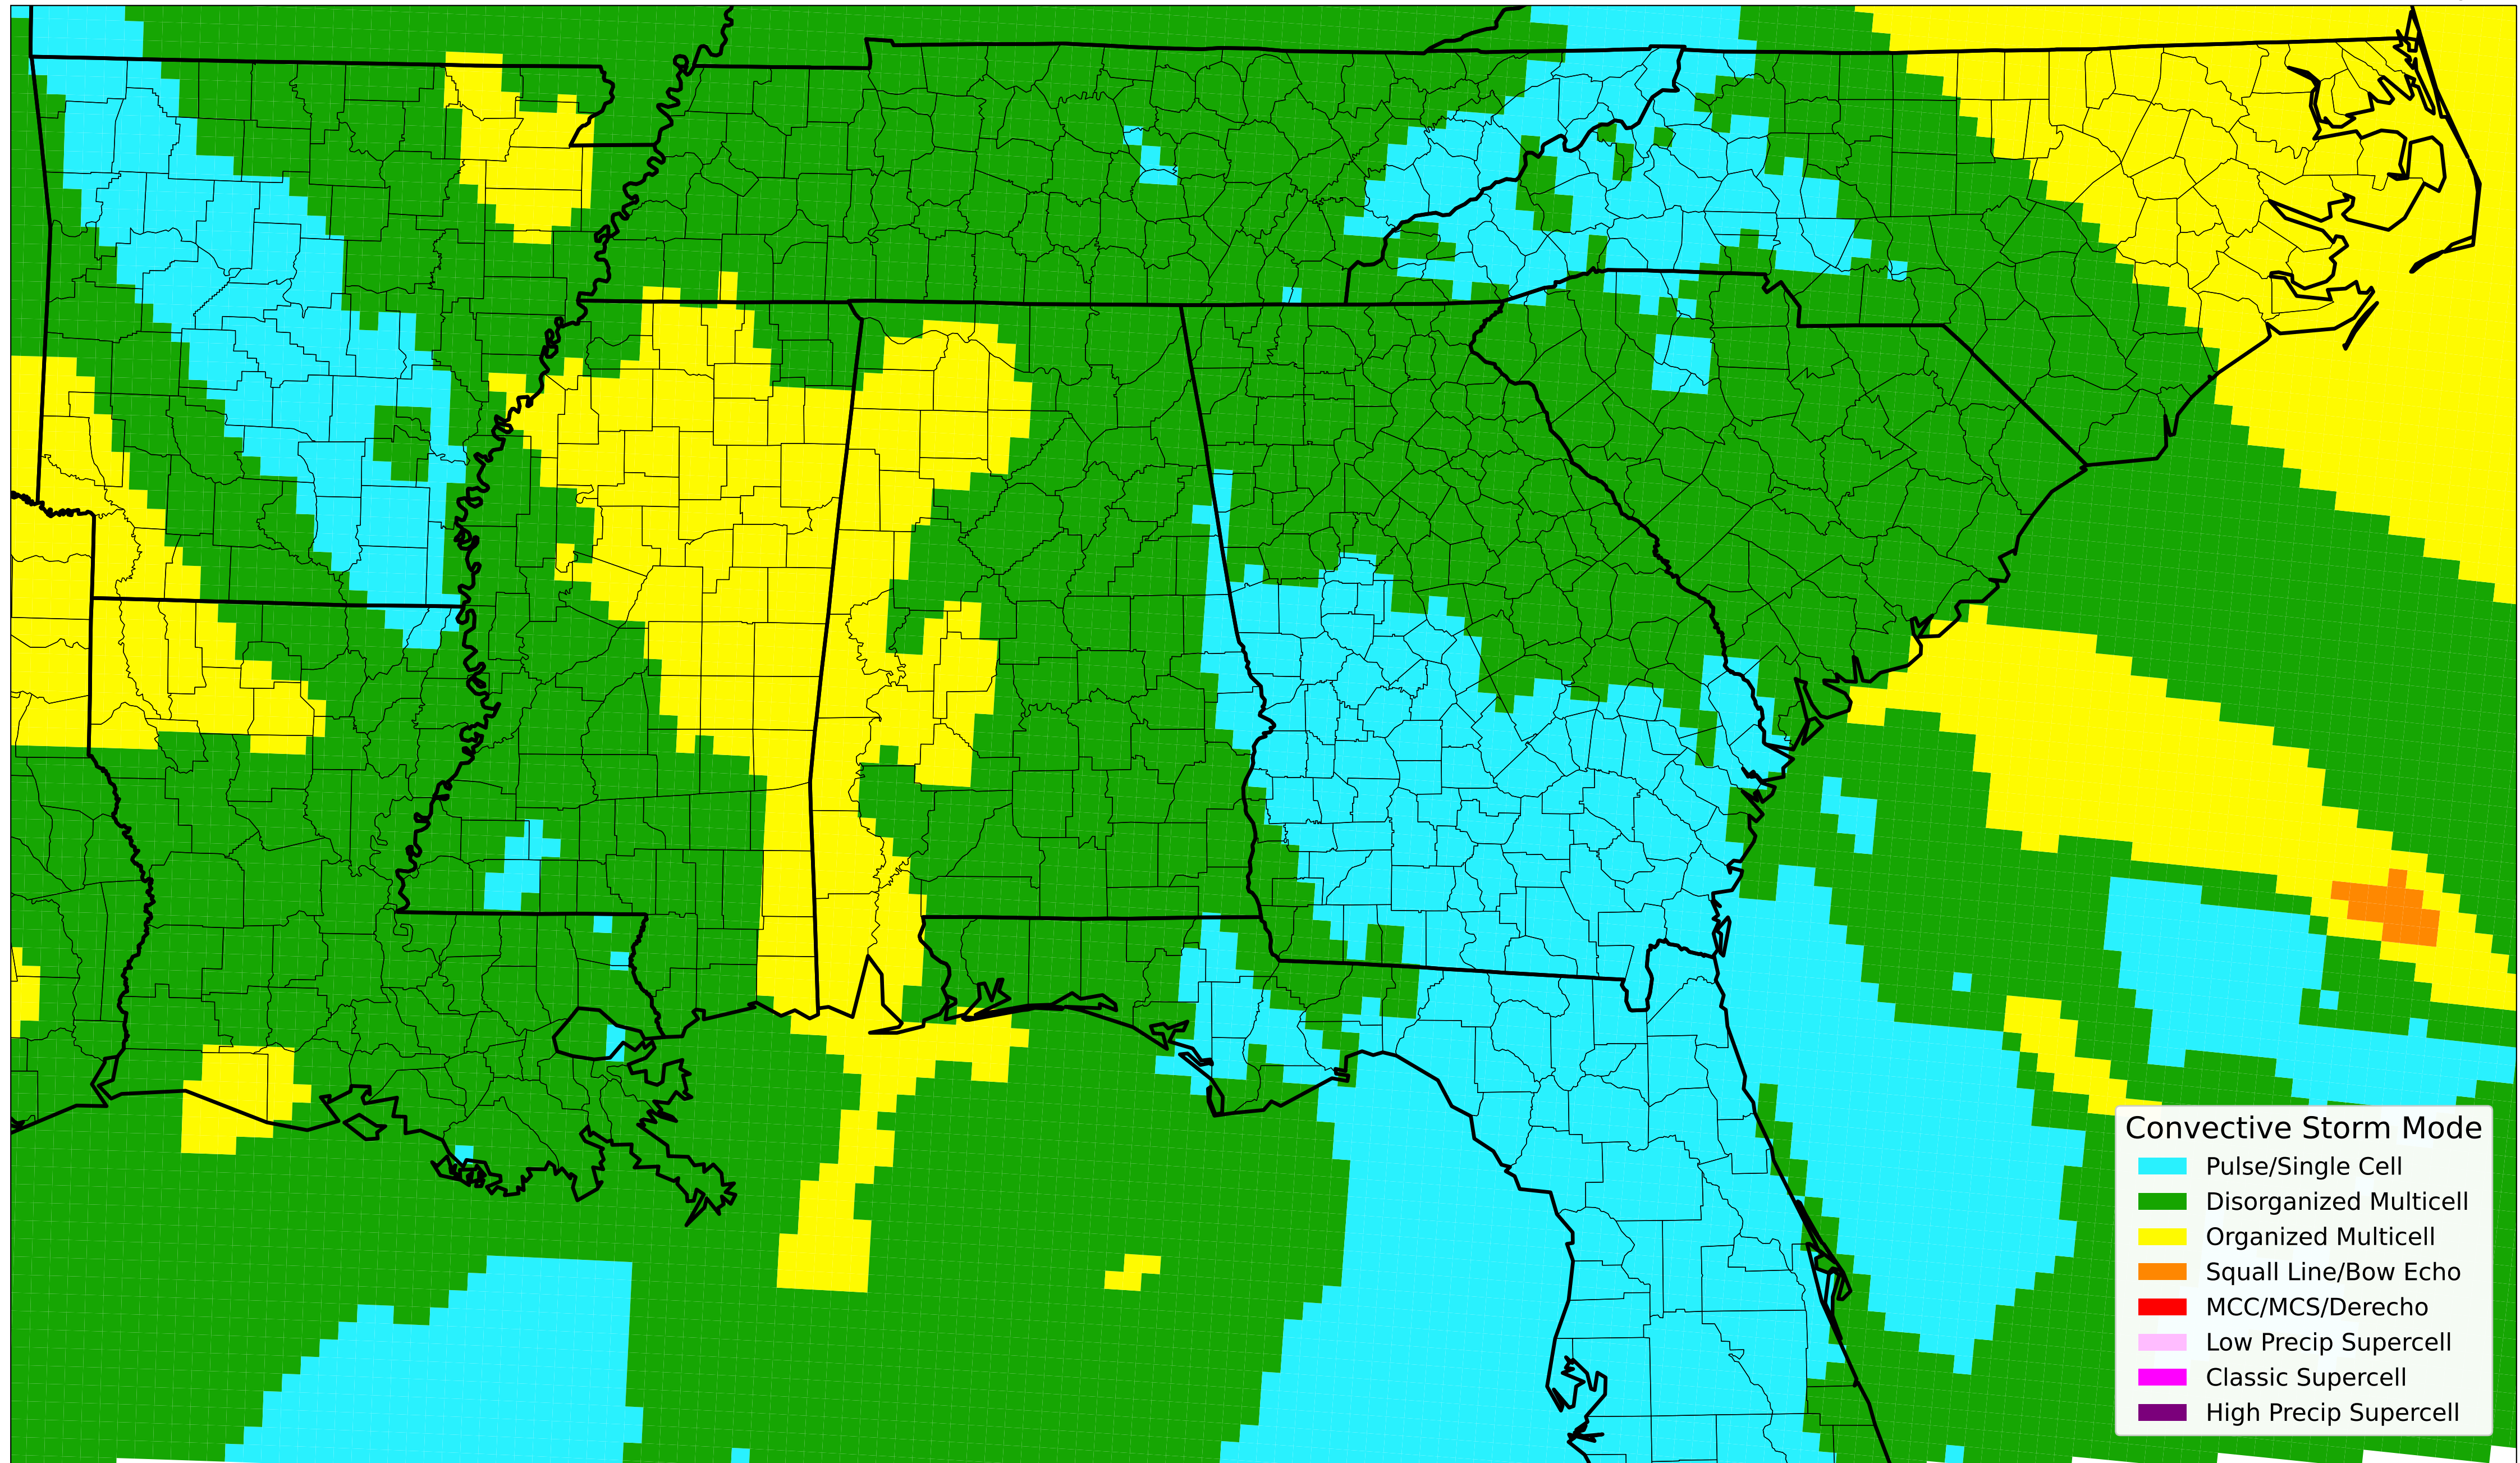 Convective Storm Mode
Pulse/Single Cell
Disorganized Multicell
Organized Multicell
Squall Line/Bow Echo
MCC/MCS/Derecho
Low Precip Supercell
Classic Supercell
High Precip Supercell